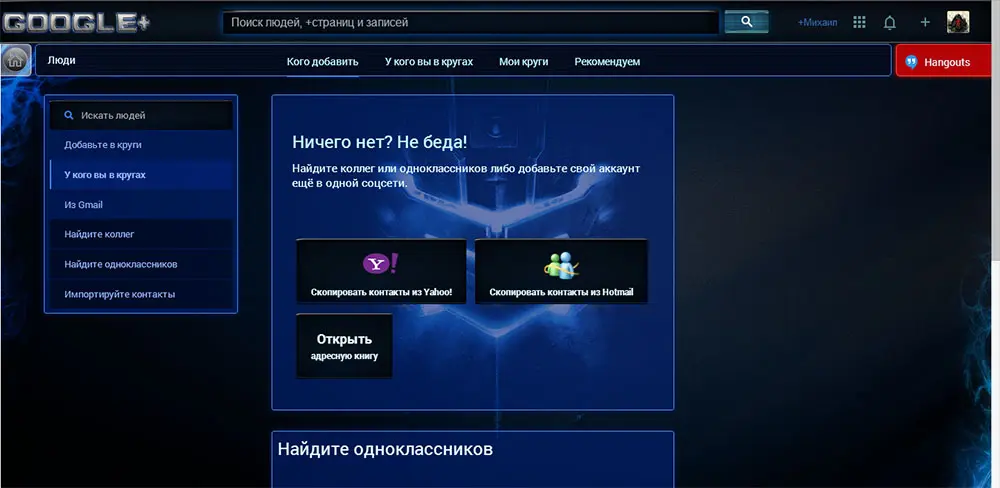 GOOGLE+
Поиск людей, +страниц и записей
+Михаил
Люди
Кого добавить
У кого вы в кругах
Мои круги
Рекомендуем
Hangouts
Искать людей
Добавьте в круги
У кого вы в кругах
Из Gmail
Найдите коллег
Найдите одноклассников
Импортируйте контакты
Ничего нет? Не беда!
Найдите коллег или одноклассников либо добавьте свой аккаунт
ещё в одной соцсети.
Y!
Скопировать контакты из Yahoo!
Скопировать контакты из Hotmail
Открыть
адресную книгу
Найдите одноклассников